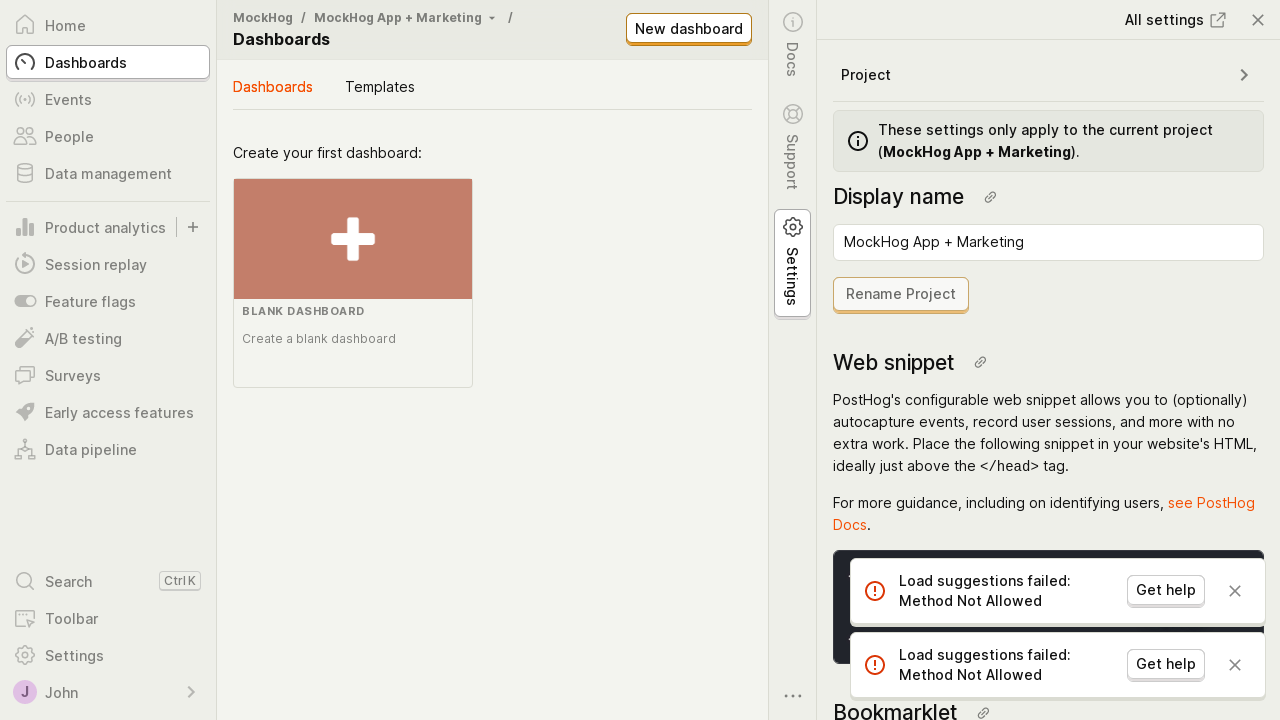 Home
Dashboards
Events
People
Data management
Product analytics
Session replay
Feature flags
A/B testing
Surveys
Early access features
Data pipeline
Search
Ctrl K
Toolbar
Settings
J
John
MockHog / MockHog App + Marketing /
Dashboards
New dashboard
Dashboards
Templates
Create your first dashboard:
BLANK DASHBOARD
Create a blank dashboard
Docs
Support
Settings
All settings
Project
These settings only apply to the current project
(MockHog App + Marketing).
Display name
MockHog App + Marketing
Rename Project
Web snippet
PostHog's configurable web snippet allows you to (optionally)
autocapture events, record user sessions, and more with no
extra work. Place the following snippet in your website's HTML,
ideally just above the </head> tag.
For more guidance, including on identifying users, see PostHog
Docs.
Load suggestions failed:
Method Not Allowed
Get help
Load suggestions failed:
Method Not Allowed
Get help
Bookmarklet